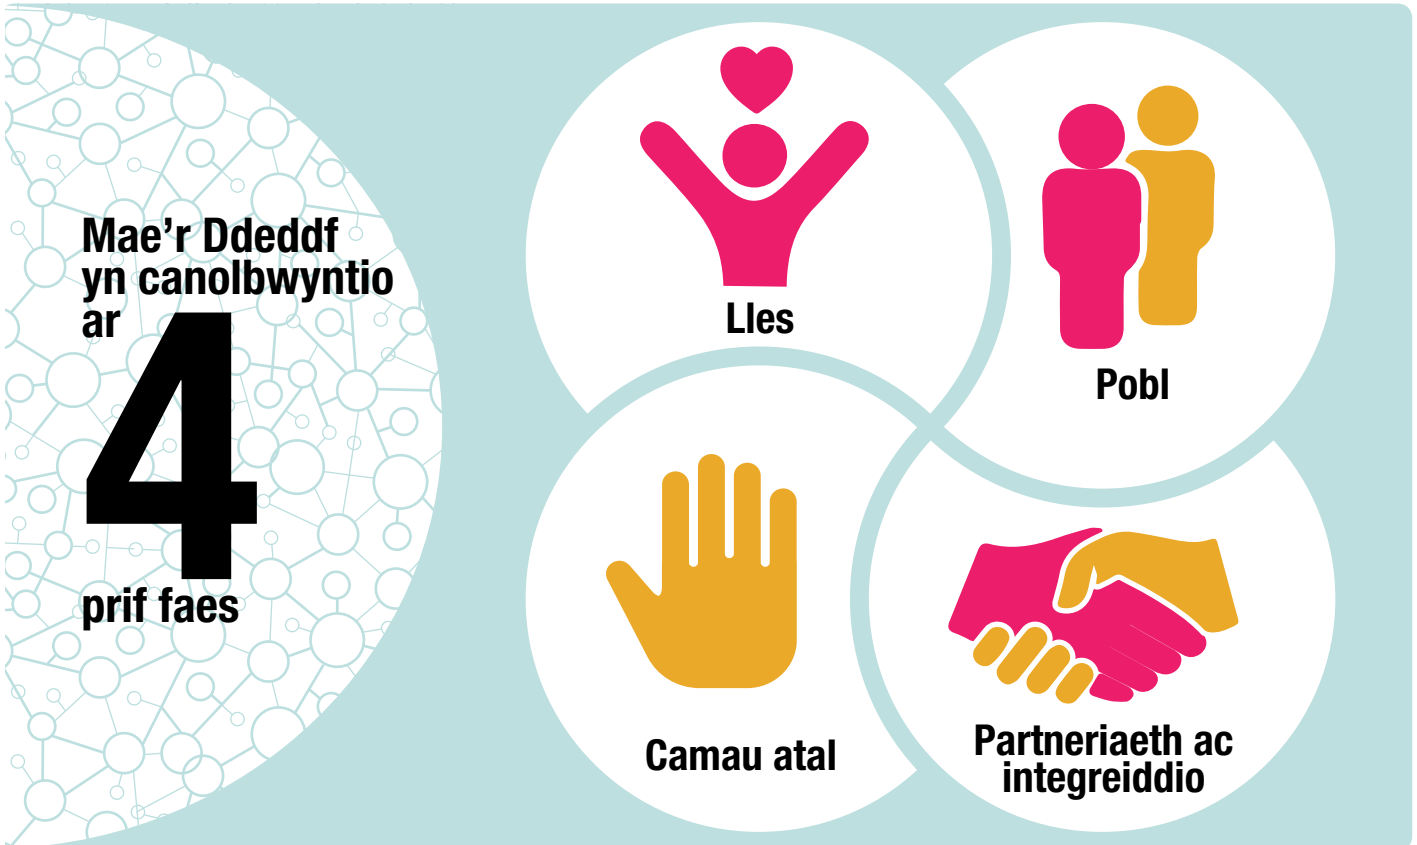 Mae’r Ddeddf
yn canolbwyntio
ar
4
prif faes
Lles
Pobl
Camau atal
Partneriaeth ac
integreiddio